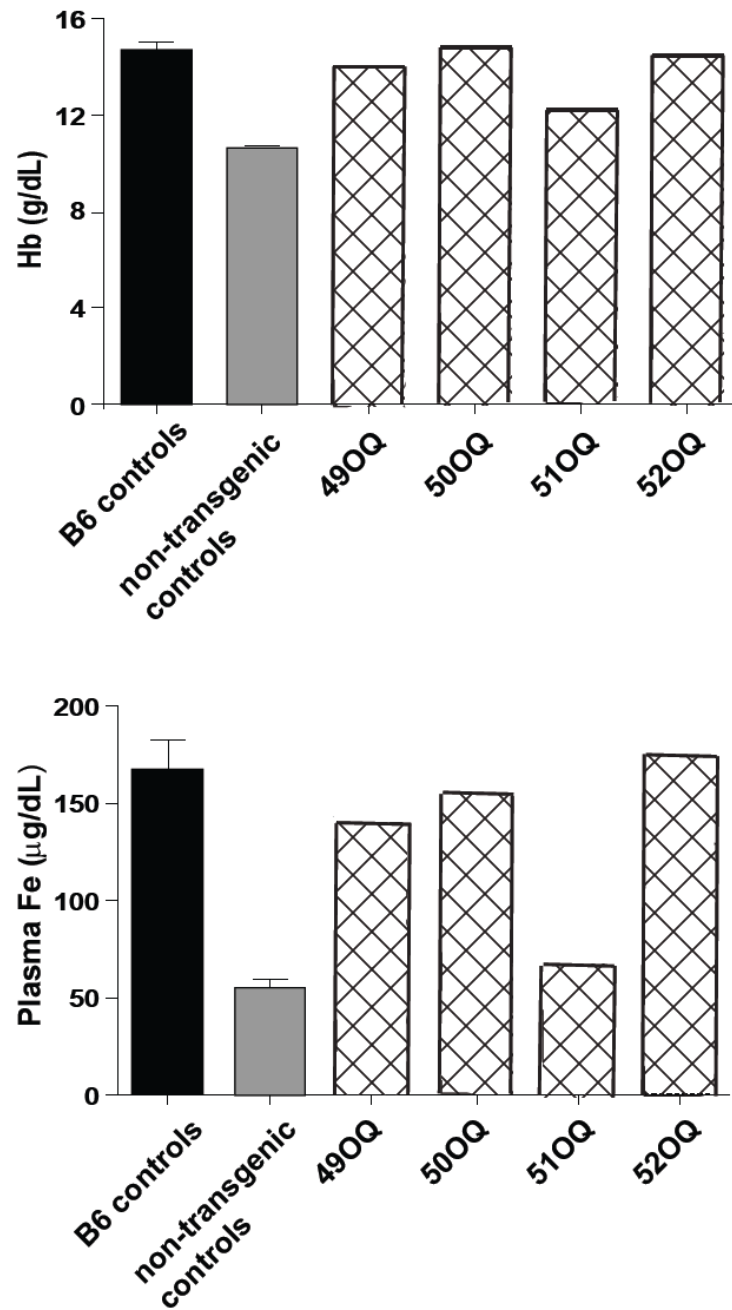 16
12
8
4
0
Hb (g/dL)
B6 controls
non-transgenic
controls
49OQ
50OQ
51OQ
52OQ
200
150
100
50
0
Plasma Fe (μg/dL)
B6 controls
non-transgenic
controls
49OQ
50OQ
51OQ
52OQ